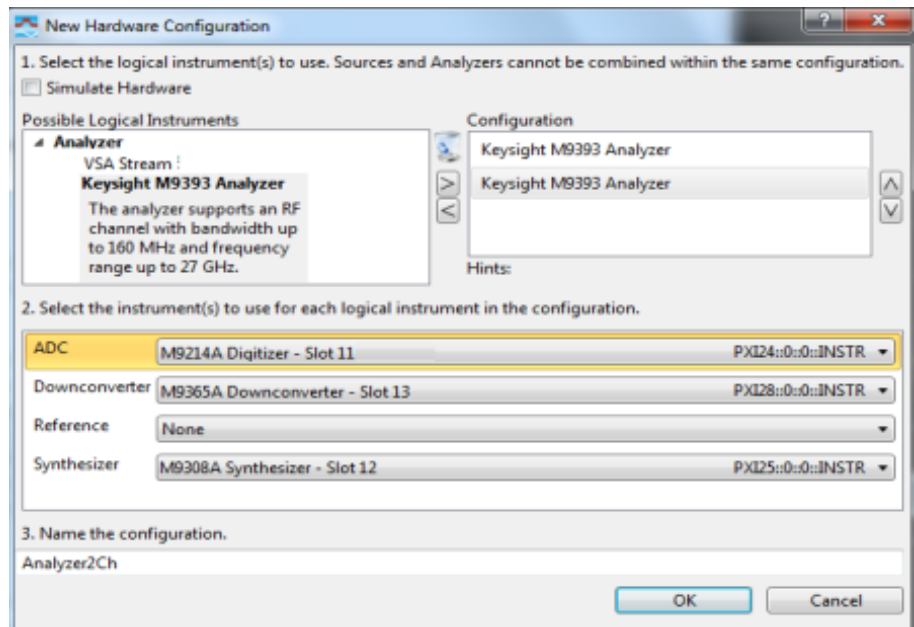 New Hardware Configuration
1. Select the logical instrument(s) to use. Sources and Analyzers cannot be combined within the same configuration.
Simulate Hardware
Possible Logical Instruments
Analyzer
VSA Stream
Keysight M9393 Analyzer
The analyzer supports an RF
channel with bandwidth up
to 160 MHz and frequency
range up to 27 GHz.
>
<
Configuration
Keysight M9393 Analyzer
Keysight M9393 Analyzer
Hints:
2. Select the instrument(s) to use for each logical instrument in the configuration.
ADC M9214A Digitizer - Slot 11 PXI24::0::0::INSTR
Downconverter M9365A Downconverter - Slot 13 PXI28::0::0::INSTR
Reference None
Synthesizer M9308A Synthesizer - Slot 12 PXI25::0::0::INSTR
3. Name the configuration.
Analyzer2Ch
OK Cancel